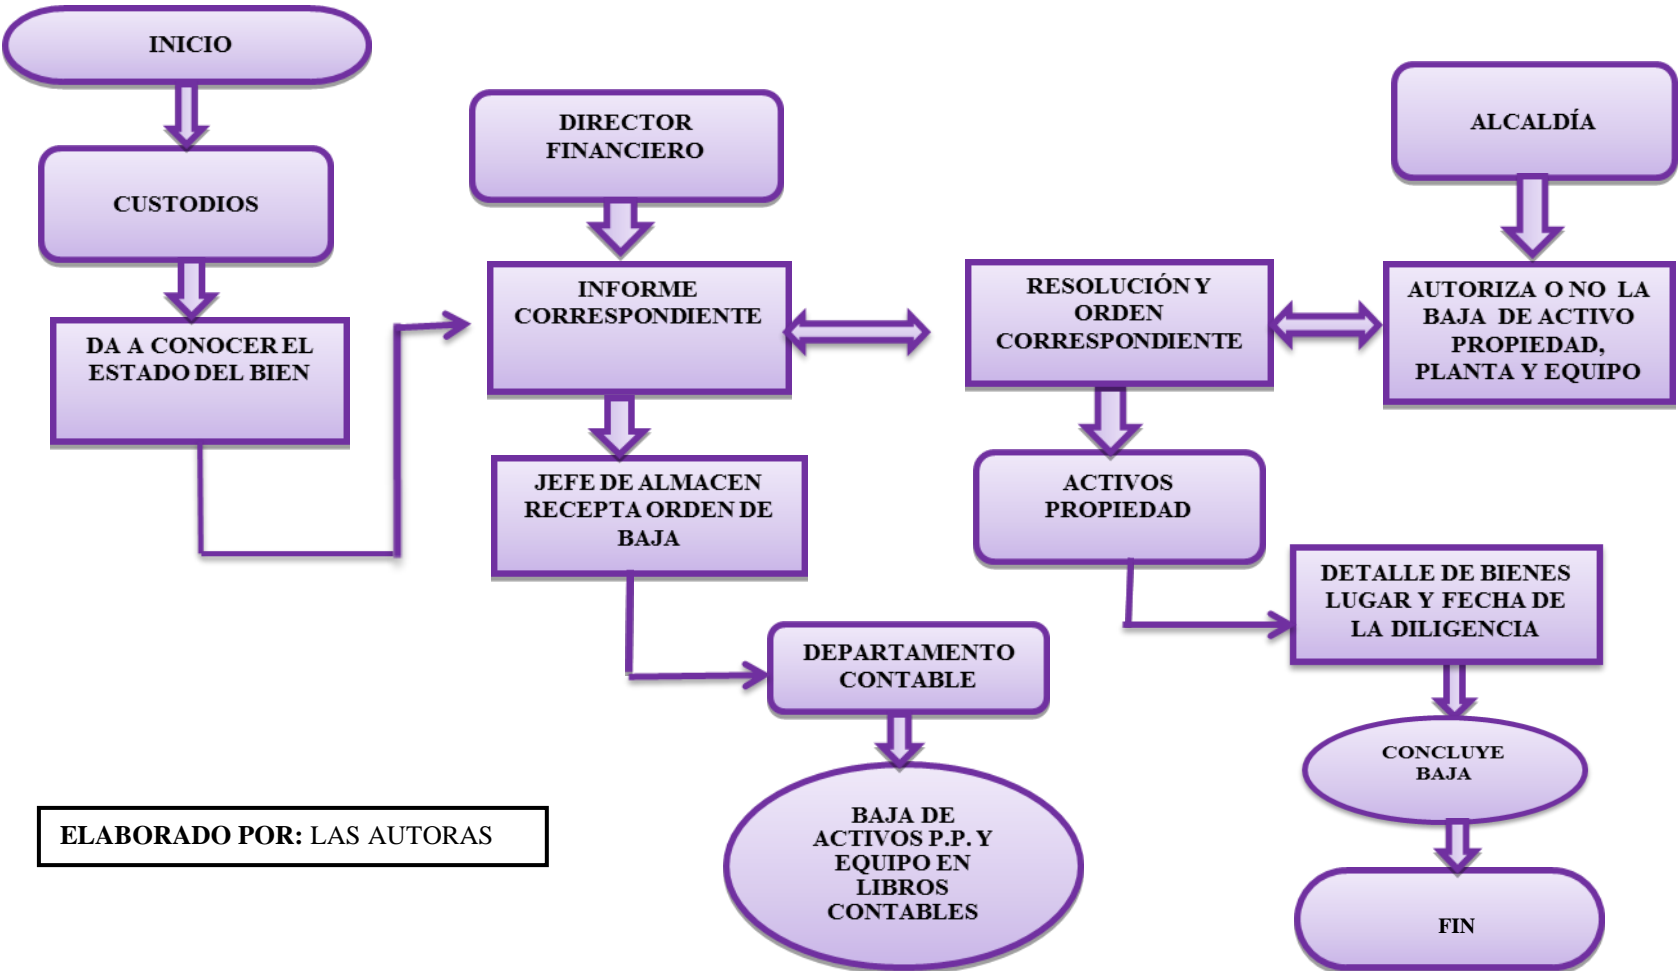 INICIO
CUSTODIOS
DA A CONOCER EL
ESTADO DEL BIEN
DIRECTOR
FINANCIERO
INFORME
CORRESPONDIENTE
JEFE DE ALMACEN
RECEPTA ORDEN DE
BAJA
DEPARTAMENTO
CONTABLE
BAJA DE
ACTIVOS P.P. Y
EQUIPO EN
LIBROS
CONTABLES
ALCALDÍA
AUTORIZA O NO LA
BAJA DE ACTIVO
PROPIEDAD,
PLANTA Y EQUIPO
RESOLUCIÓN Y
ORDEN
CORRESPONDIENTE
ACTIVOS
PROPIEDAD
DETALLE DE BIENES
LUGAR Y FECHA DE
LA DILIGENCIA
CONCLUYE
BAJA
FIN
ELABORADO POR: LAS AUTORAS